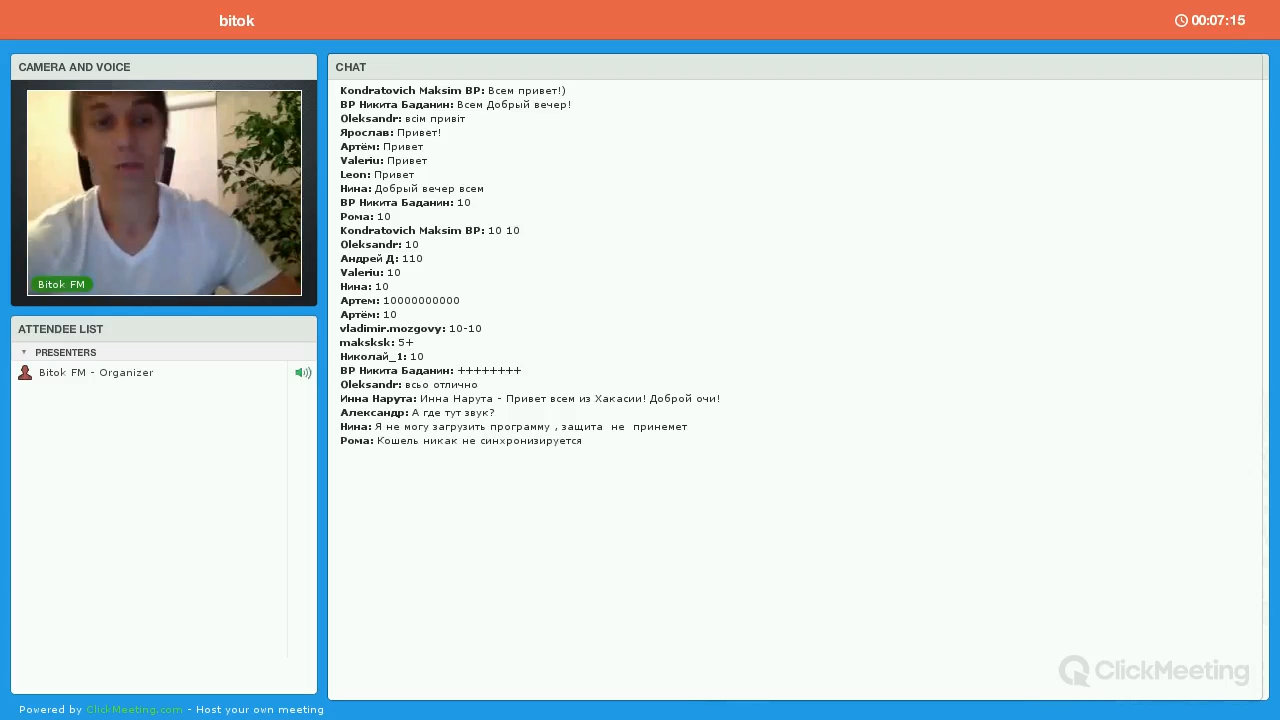 bitok
00:07:15
CAMERA AND VOICE
Bitok FM
ATTENDEE LIST
PRESENTERS
Bitok FM - Organizer
CHAT
Kondratovich Maksim BP: Всем привет!)
BP Никита Баданин: Всем Добрый вечер!
Oleksandr: всім привіт
Ярослав: Привет!
Артём: Привет
Valeriu: Привет
Leon: Привет
Нина: Добрый вечер всем
BP Никита Баданин: 10
Рома: 10
Kondratovich Maksim BP: 10 10
Oleksandr: 10
Андрей Д: 110
Valeriu: 10
Нина: 10
Артем: 10000000000
Артём: 10
vladimir.mozgovy: 10-10
maksksk: 5+
Николай_1: 10
BP Никита Баданин: ++++++++
Oleksandr: всьо отлично
Инна Нарута: Инна Нарута - Привет всем из Хакасии! Доброй очи!
Александр: А где тут звук?
Нина: Я не могу загрузить программу , защита не принемет
Рома: Кошель никак не синхронизируется
ClickMeeting
Powered by ClickMeeting.com - Host your own meeting